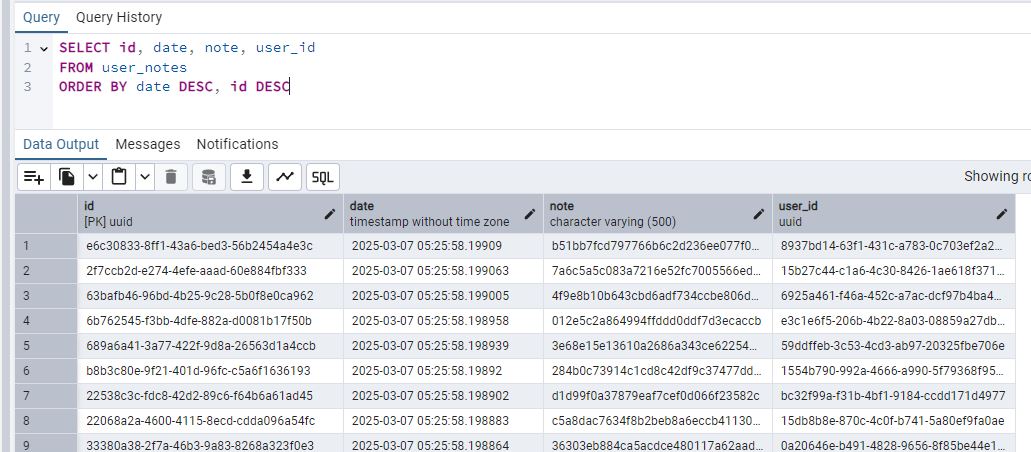 Query Query History
1 SELECT id, date, note, user_id
2 FROM user_notes
3 ORDER BY date DESC, id DESC
Data Output Messages Notifications
SQL Showing ro
id date note user_id
[PK] uuid timestamp without time zone character varying (500) uuid
1 e6c30833-8ff1-43a6-bed3-56b2454a4e3c 2025-03-07 05:25:58.19909 b51bb7fcd797766b6c2d236ee077f0... 8937bd14-63f1-431c-a783-0c703ef2a2...
2 2f7ccb2d-e274-4efe-aaad-60e884fbf333 2025-03-07 05:25:58.199063 7a6c5a5c083a7216e52fc7005566ed... 15b27c44-c1a6-4c30-8426-1ae618f371...
3 63bafb46-96bd-4b25-9c28-5b0f8e0ca962 2025-03-07 05:25:58.199005 4f9e8b10b643cbd6adf734ccbe806d... 6925a461-f46a-452c-a7ac-dcf97b4ba4...
4 6b762545-f3bb-4dfe-882a-d0081b17f50b 2025-03-07 05:25:58.198958 012e5c2a864994ffddd0ddf7d3ecaccb e3c1e6f5-206b-4b22-8a03-08859a27db...
5 689a6a41-3a77-422f-9d8a-26563d1a4ccb 2025-03-07 05:25:58.198939 3e68e15e13610a2686a343ce62254... 59ddffeb-3c53-4cd3-ab97-20325fbe706e
6 b8b3c80e-9f21-401d-96fc-c5a6f1636193 2025-03-07 05:25:58.19892 284b0c73914c1cd8c42df9c37477dd... 1554b790-992a-4666-a990-5f79368f95...
7 22538c3c-fdc8-42d2-89c6-f64b6a61ad45 2025-03-07 05:25:58.198902 d1d99f0a37879eaf7cef0d066f23582c bc32f99a-f31b-4bf1-9184-ccdd171d4977
8 22068a2a-4600-4115-8ecd-cdda096a54fc 2025-03-07 05:25:58.198883 c5a8dac7634f8b2beb8a6eccb41130... 15db8b8e-870c-4c0f-b741-5a80ef9fa0ae
9 33380a38-2f7a-46b3-9a83-8268a323f0e3 2025-03-07 05:25:58.198864 36303eb884ca5acdce480117a62aad... 0a20646e-b491-4828-9656-8f85be44e1...